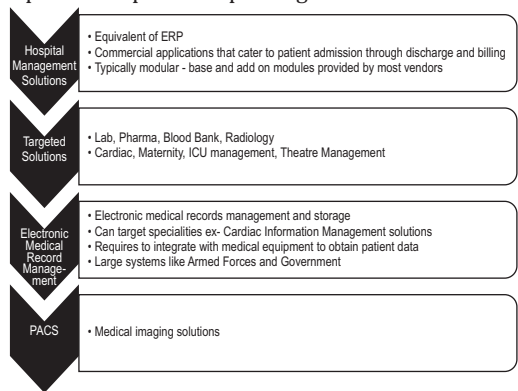 Hospital
Management
Solutions
• Equivalent of ERP
• Commercial applications that cater to patient admission through discharge and billing
• Typically modular - base and add on modules provided by most vendors
Targeted
Solutions
• Lab, Pharma, Blood Bank, Radiology
• Cardiac, Maternity, ICU management, Theatre Management
Electronic
Medical
Record
Manage-
ment
• Electronic medical records management and storage
• Can target specialities ex- Cardiac Information Management solutions
• Requires to integrate with medical equipment to obtain patient data
• Large systems like Armed Forces and Government
PACS
• Medical imaging solutions